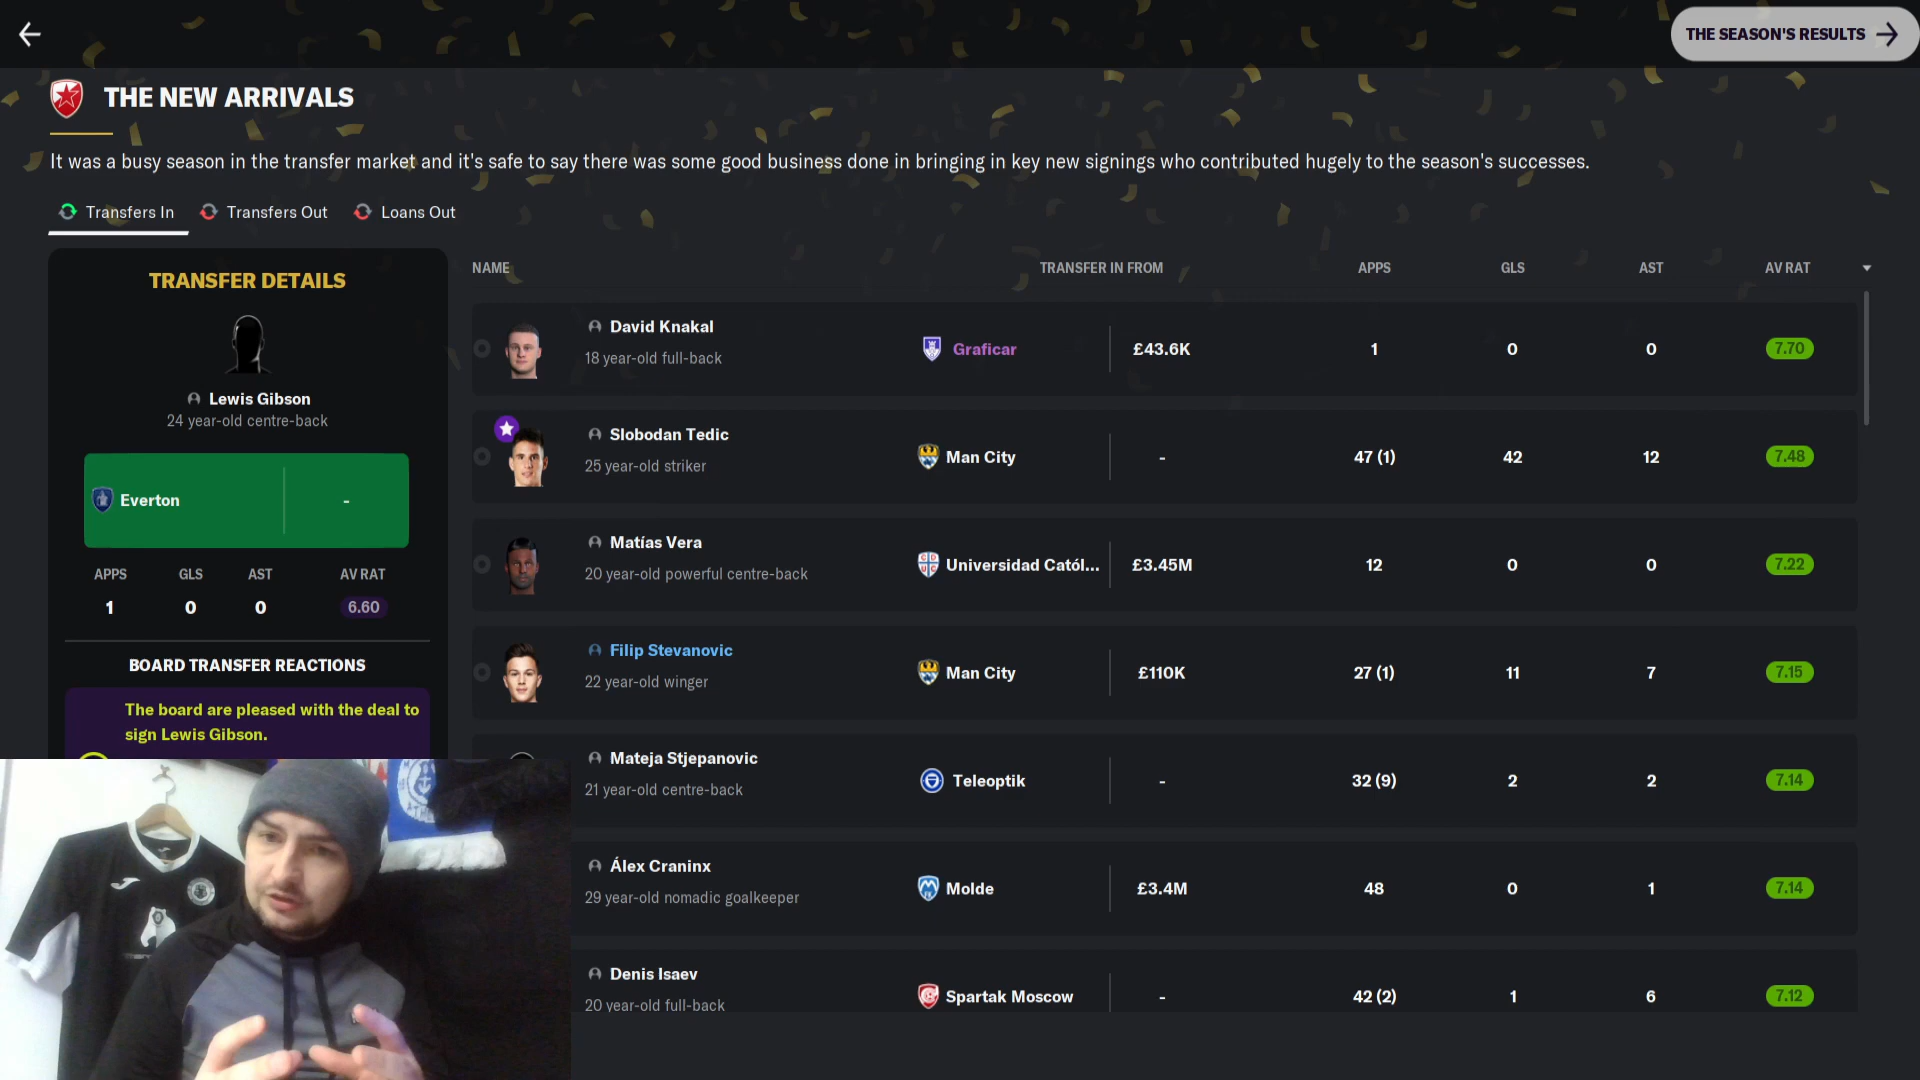 THE SEASON'S RESULTS
THE NEW ARRIVALS
It was a busy season in the transfer market and it's safe to say there was some good business done in bringing in key new signings who contributed hugely to the season's successes.
Transfers In Transfers Out Loans Out
TRANSFER DETAILS
Lewis Gibson
24 year-old centre-back
Everton -
APPS GLS AST AV RAT
1 0 0 6.60
BOARD TRANSFER REACTIONS
The board are pleased with the deal to
sign Lewis Gibson.
NAME TRANSFER IN FROM APPS GLS AST AV RAT
David Knakal
18 year-old full-back
Graficar £43.6K 1 0 0 7.70
Slobodan Tedic
25 year-old striker
Man City - 47 (1) 42 12 7.48
Matías Vera
20 year-old powerful centre-back
Universidad Catól... £3.45M 12 0 0 7.22
Filip Stevanovic
22 year-old winger
Man City £110K 27 (1) 11 7 7.15
Mateja Stjepanovic
21 year-old centre-back
Teleoptik - 32 (9) 2 2 7.14
Álex Craninx
29 year-old nomadic goalkeeper
Molde £3.4M 48 0 1 7.14
Denis Isaev
20 year-old full-back
Spartak Moscow - 42 (2) 1 6 7.12